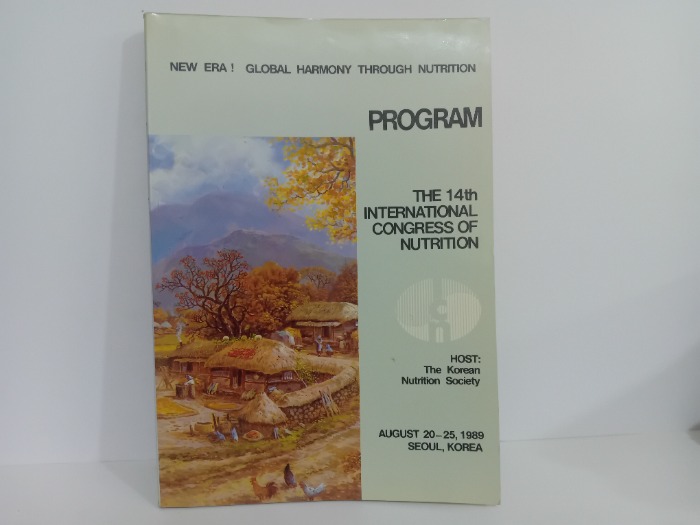 NEW ERA! GLOBAL HARMONY THROUGH NUTRITION
PROGRAM
THE 14th
INTERNATIONAL
CONGRESS OF
NUTRITION
icn
HOST:
The Korean
Nutrition Society
AUGUST 20-25, 1989
SEOUL, KOREA